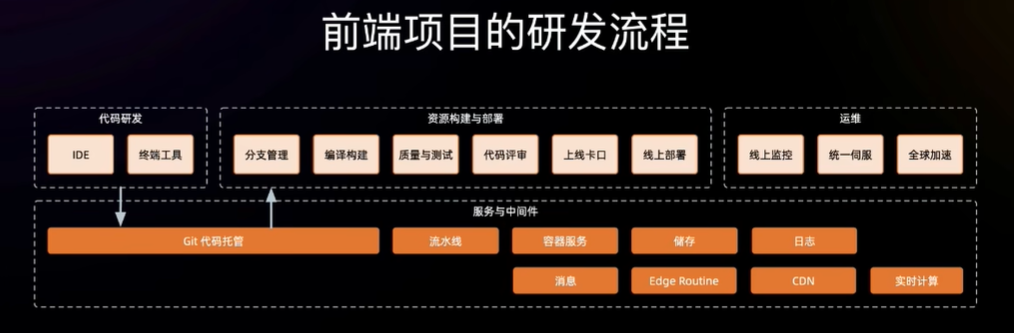 前端项目的研发流程
代码研发
IDE
终端工具
资源构建与部署
分支管理
编译构建
质量与测试
代码评审
上线卡口
线上部署
运维
线上监控
统一伺服
全球加速
服务与中间件
Git 代码托管
流水线
容器服务
储存
日志
消息
Edge Routine
CDN
实时计算